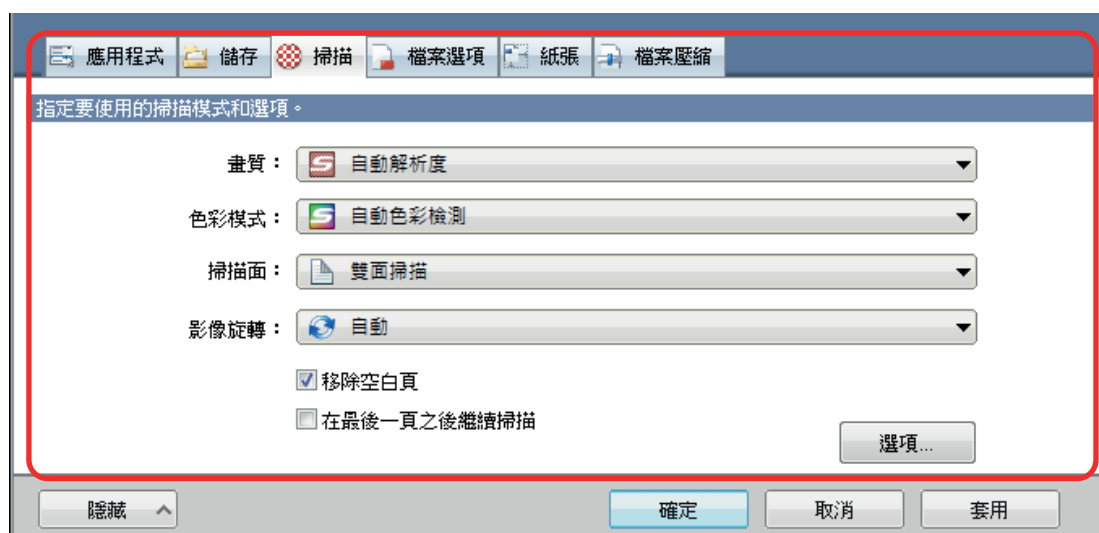 應用程式 儲存 掃描 檔案選項 紙張 檔案壓縮
指定要使用的掃描模式和選項。
畫質： 自動解析度
色彩模式： 自動色彩檢測
掃描面： 雙面掃描
影像旋轉： 自動
移除空白頁
在最後一頁之後繼續掃描
選項...
隱藏 確定 取消 套用